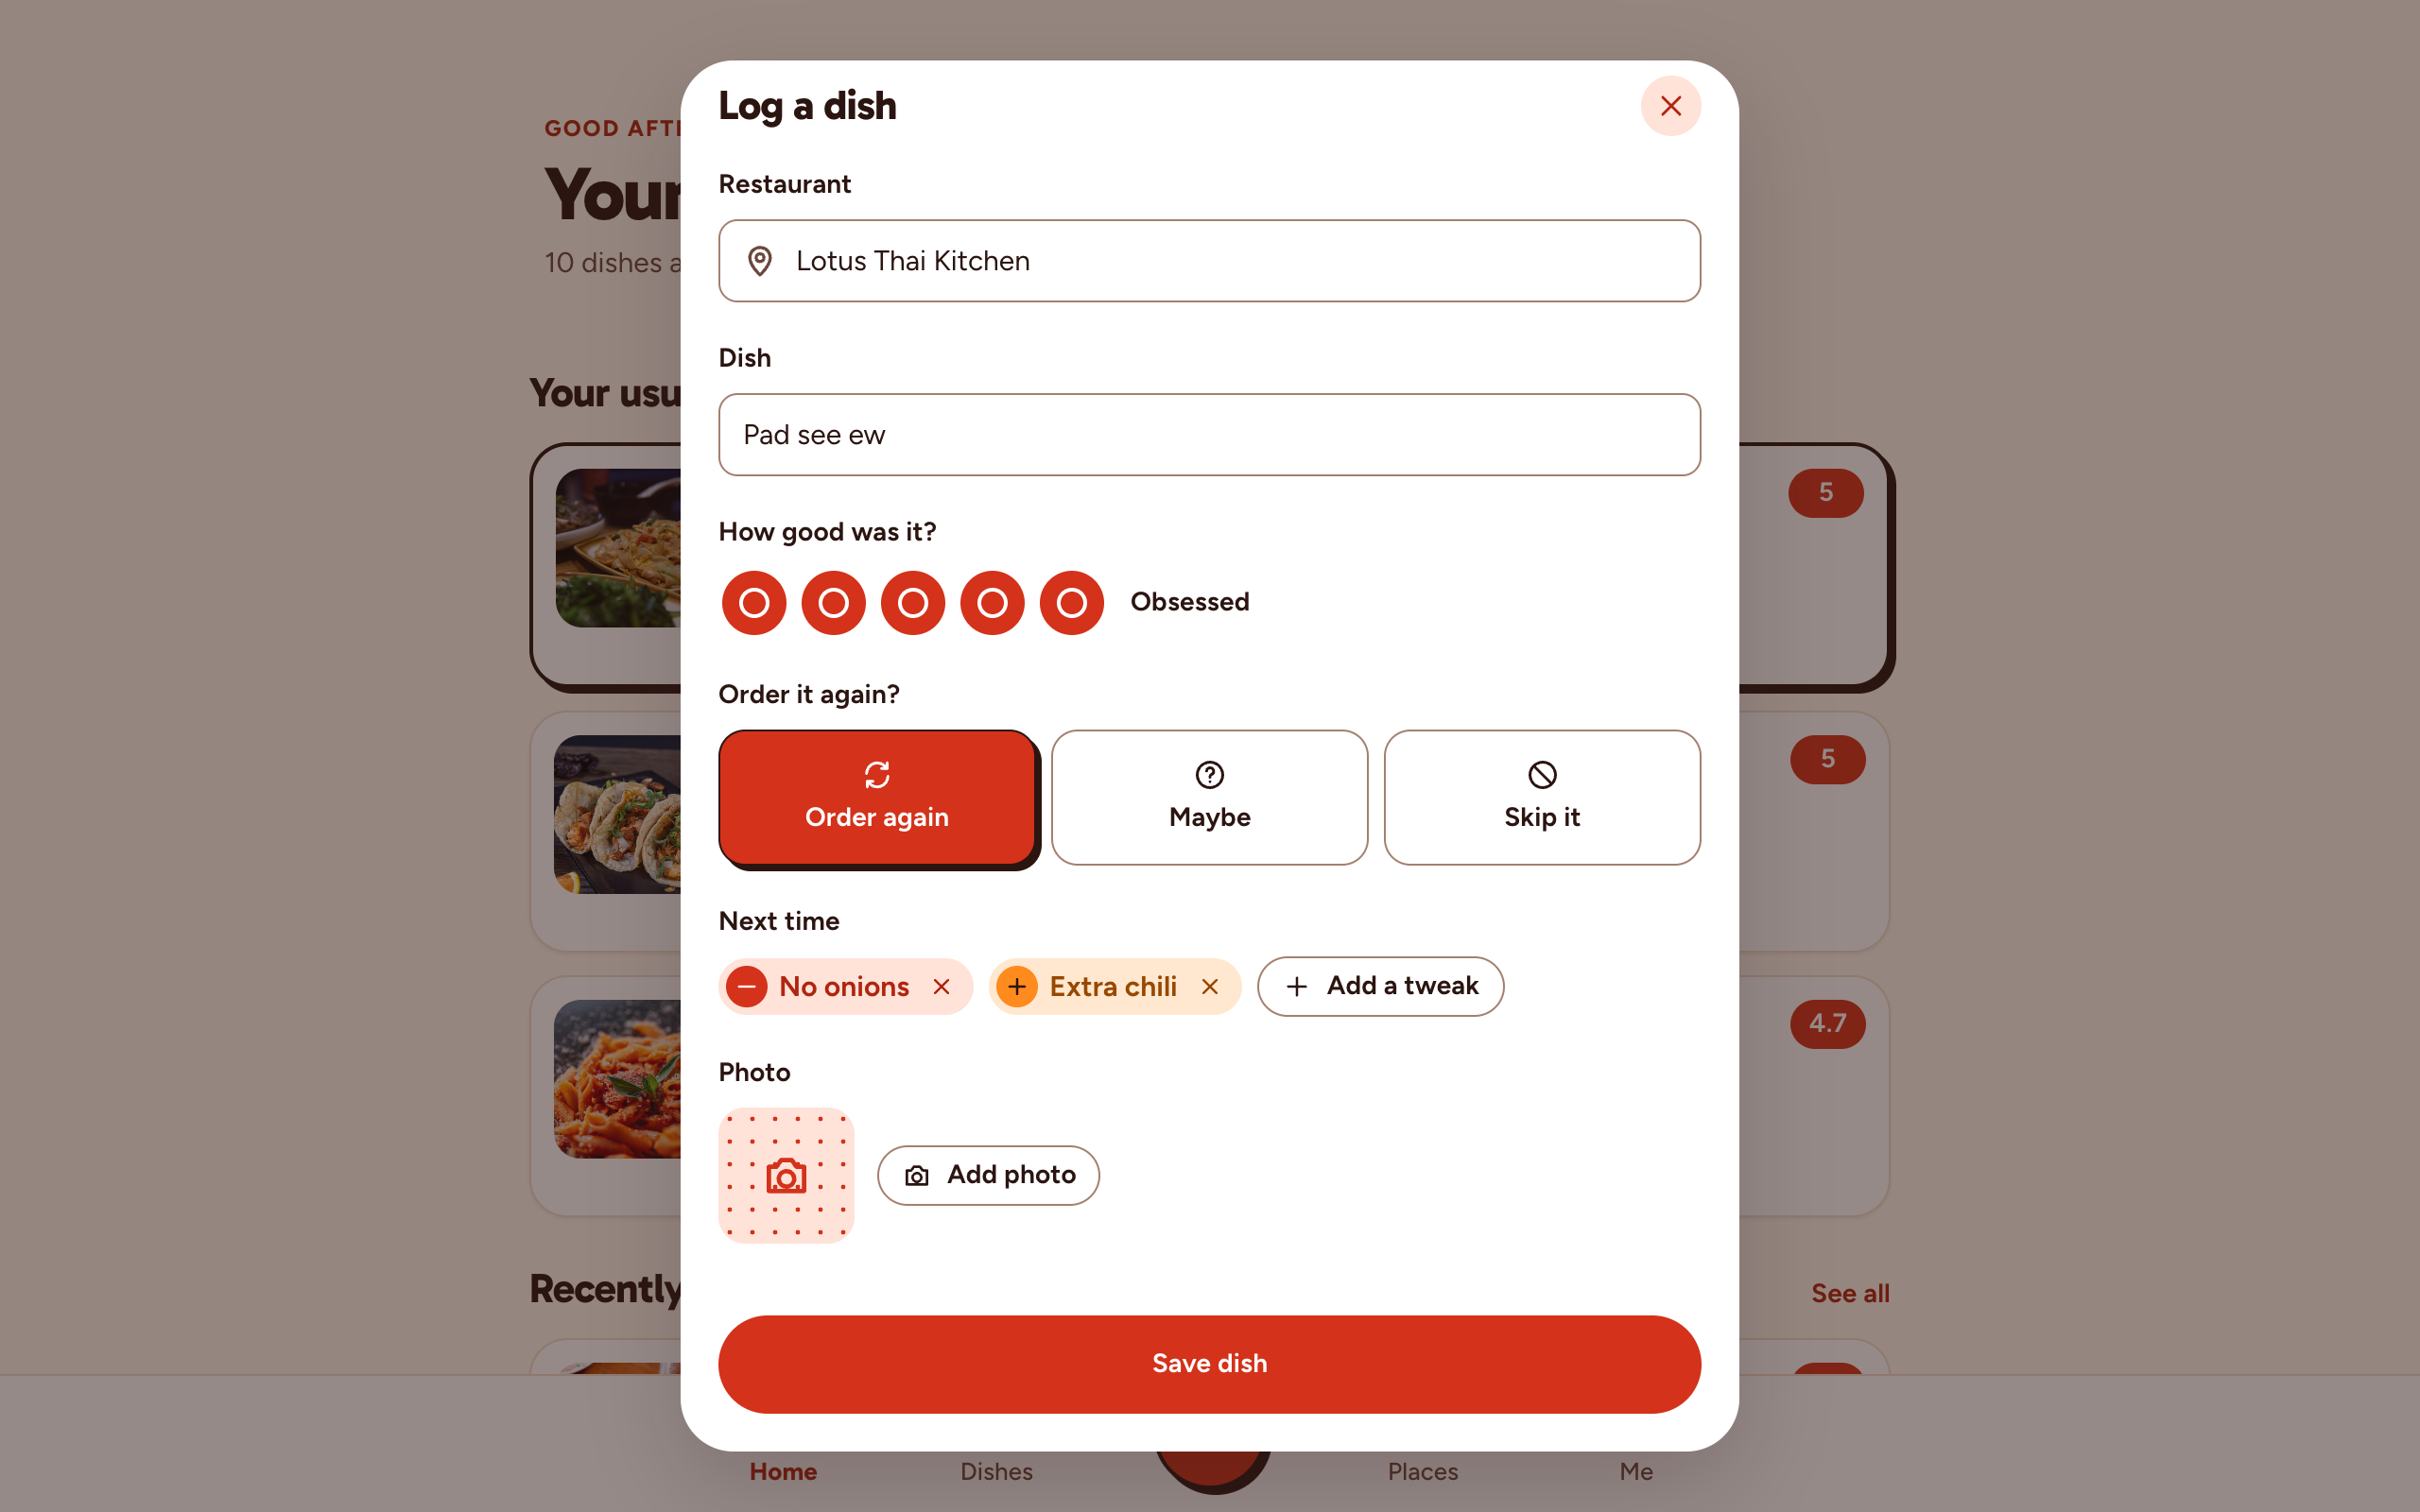 Log a dish
GOOD AFT
Restaurant
Your
Lotus Thai Kitchen
10 dishes a
Dish
Your usu
Pad see ew
5
How good was it?
Obsessed
Order it again?
5
Order again
Maybe
Skip it
Next time
No onions
Extra chili
Add a tweak
4.7
Photo
Add photo
Recently
See all
Save dish
Home
Dishes
Places
Me